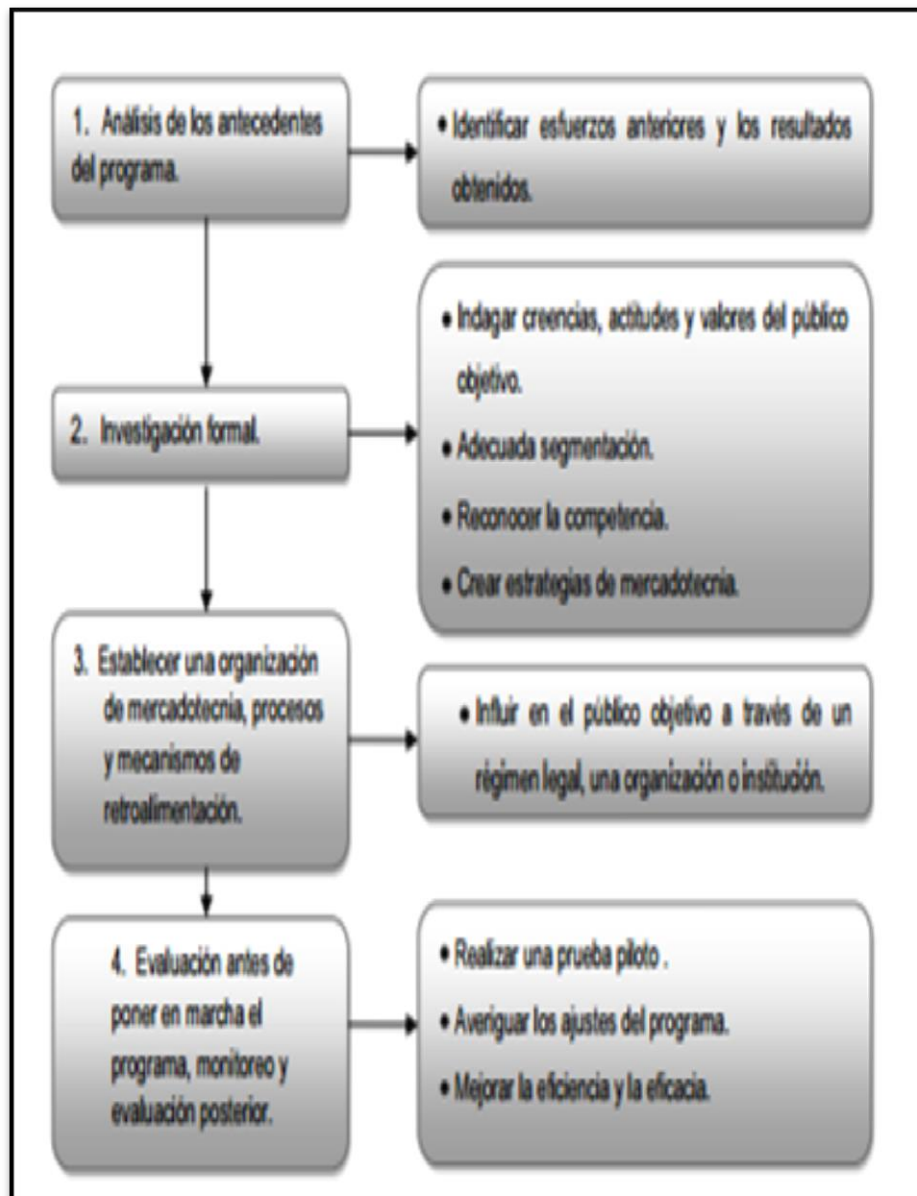 1. Análisis de los antecedentes
del programa.
• Identificar esfuerzos anteriores y los resultados
obtenidos.
2. Investigación formal.
• Indagar creencias, actitudes y valores del público
objetivo.
• Adecuada segmentación.
• Reconocer la competencia.
• Crear estrategias de mercadotecnia.
3. Establecer una organización
de mercadotecnia, procesos
y mecanismos de
retroalimentación.
• Influir en el público objetivo a través de un
régimen legal, una organización o institución.
4. Evaluación antes de
poner en marcha el
programa, monitoreo y
evaluación posterior.
• Realizar una prueba piloto .
• Averiguar los ajustes del programa.
• Mejorar la eficiencia y la eficacia.